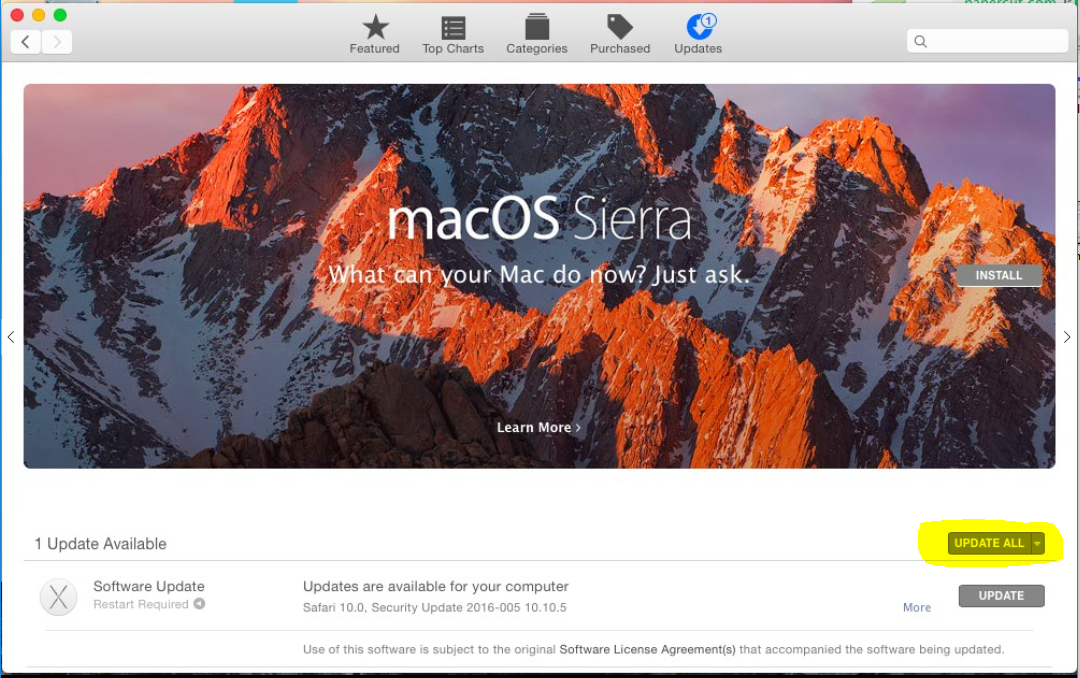 Featured
Top Charts
Categories
Purchased
1
Updates
macOS Sierra
What can your Mac do now? Just ask.
INSTALL
Learn More ›
1 Update Available
UPDATE ALL
X
Software Update
Restart Required
Updates are available for your computer
Safari 10.0, Security Update 2016-005 10.10.5
More
UPDATE
Use of this software is subject to the original Software License Agreement(s) that accompanied the software being updated.